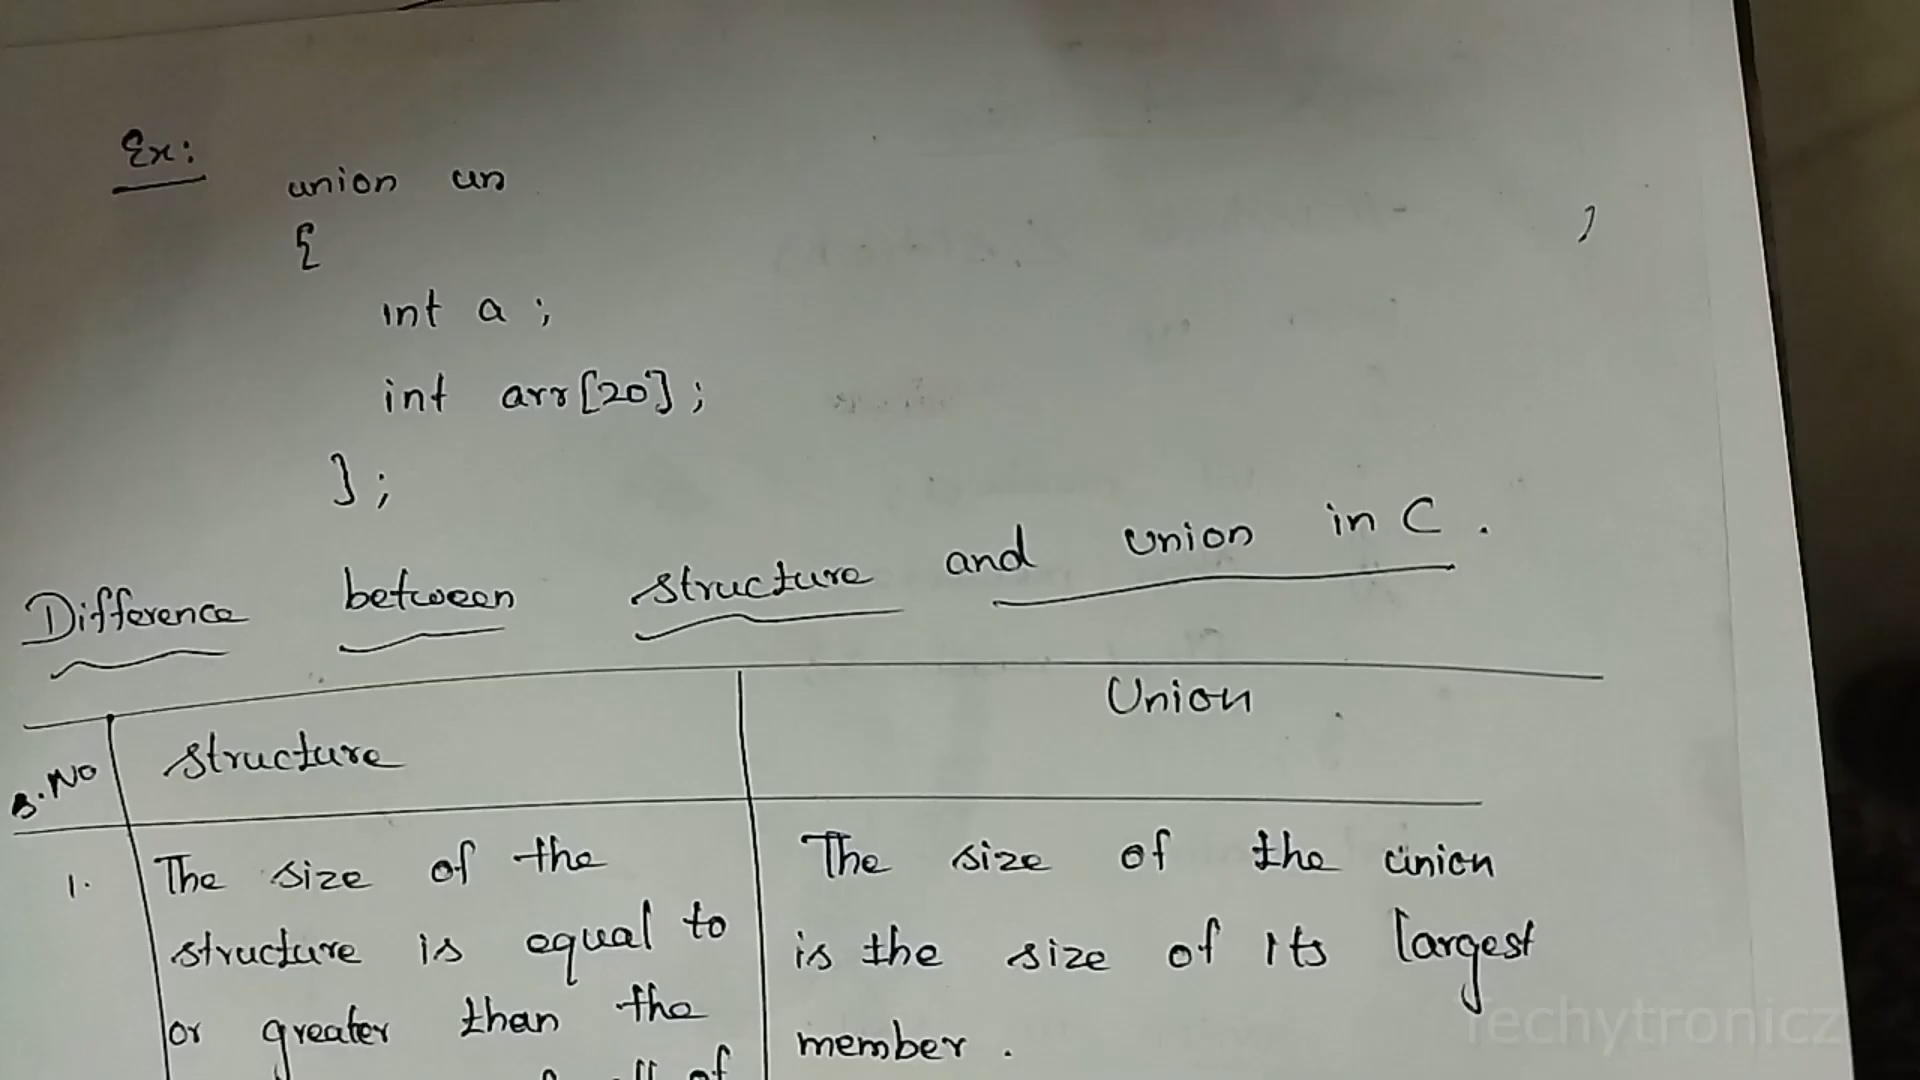 Ex:
union un
{
int a ;
int arr[20] ;
} ;
Difference between structure and union in C .
S.No
Structure
Union
1.
The size of the
structure is equal to
or greater than the
all of
The size of the union
is the size of its largest
member .
Techytronicz